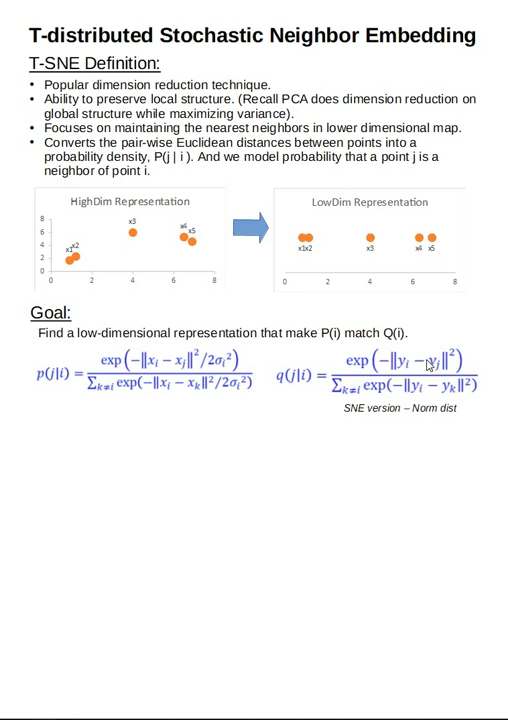 T-distributed Stochastic Neighbor Embedding
T-SNE Definition:
• Popular dimension reduction technique.
• Ability to preserve local structure. (Recall PCA does dimension reduction on
global structure while maximizing variance).
• Focuses on maintaining the nearest neighbors in lower dimensional map.
• Converts the pair-wise Euclidean distances between points into a
probability density, P(j | i ). And we model probability that a point j is a
neighbor of point i.
HighDim Representation
8
6
4
2
0
x1
x2
x3
x4
x5
0 2 4 6 8
LowDim Representation
x1 x2 x3 x4 x5
0 2 4 6 8
Goal:
Find a low-dimensional representation that make P(i) match Q(i).
p(j|i) = exp(−‖xᵢ − xⱼ‖²/2σᵢ²) / Σₖ≠ᵢ exp(−‖xᵢ − xₖ‖²/2σᵢ²)
q(j|i) = exp(−‖yᵢ − yⱼ‖²) / Σₖ≠ᵢ exp(−‖yᵢ − yₖ‖²)
SNE version – Norm dist